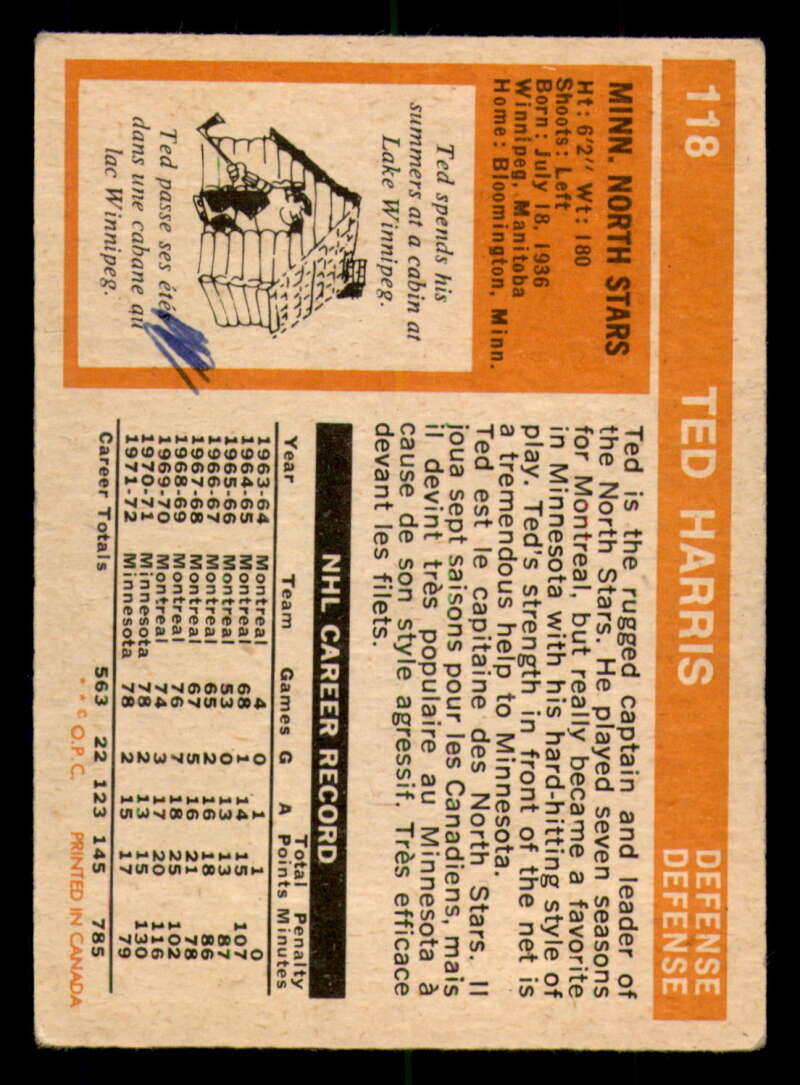 118 TED HARRIS DEFENSE
DEFENSE
MINN. NORTH STARS
Ht: 6'2" Wt: 180
Shoots: Left
Born: July 18, 1936
Winnipeg, Manitoba
Home: Bloomington, Minn.
Ted spends his
summers at a cabin at
Lake Winnipeg.
Ted passe ses étés
dans une cabane au
lac Winnipeg.
Ted is the rugged captain and leader of
the North Stars. He played seven seasons
for Montreal, but really became a favorite
in Minnesota with his hard-hitting style of
play. Ted's strength in front of the net is
a tremendous help to Minnesota.
Ted est le capitaine des North Stars. Il
joua sept saisons pour les Canadiens, mais
il devint très populaire au Minnesota à
cause de son style agressif. Très efficace
devant les filets.
NHL CAREER RECORD
Total Penalty
Year Team Games G A Points Minutes
1963-64 Montreal 4 0 1 1 0
1964-65 Montreal 68 1 14 15 107
1965-66 Montreal 53 0 13 13 87
1966-67 Montreal 65 2 16 18 86
1967-68 Montreal 67 5 16 21 78
1968-69 Montreal 76 7 18 25 102
1969-70 Montreal 74 3 17 20 116
1970-71 Minnesota 78 2 13 15 130
1971-72 Minnesota 78 2 15 17 79
Career Totals 563 22 123 145 785
* * © O.P.C. PRINTED IN CANADA